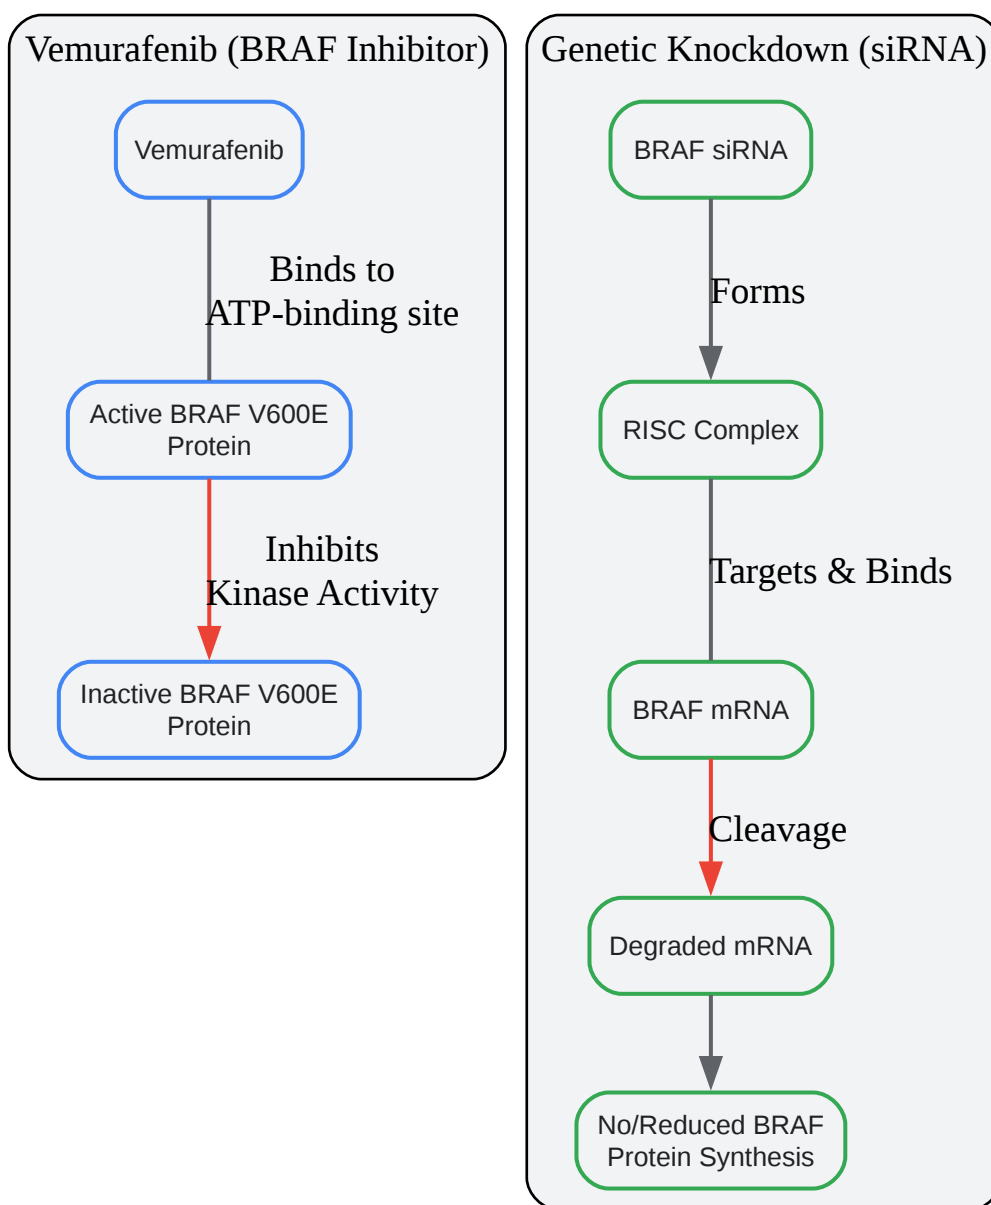 Vemurafenib (BRAF Inhibitor)
Vemurafenib
Binds to
ATP-binding site
Active BRAF V600E
Protein
Inhibits
Kinase Activity
Inactive BRAF V600E
Protein
Genetic Knockdown (siRNA)
BRAF siRNA
Forms
RISC Complex
Targets & Binds
BRAF mRNA
Cleavage
Degraded mRNA
No/Reduced BRAF
Protein Synthesis